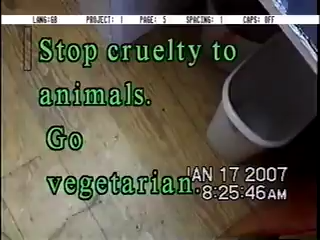 LANG:GB PROJECT: 1 PAGE: 5 SPACING: 1 CAPS: OFF
Stop cruelty to
animals.
Go
vegetarian.
JAN 17 2007
8:25:46AM